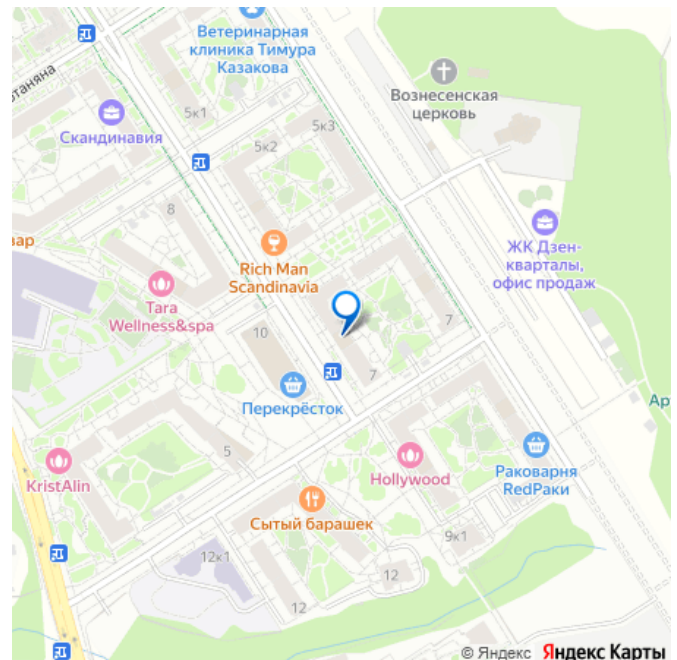 Ветеринарная
клиника Тимура
Казакова
Вознесенская
церковь
5к1
Скандинавия
5к3
5к2
8
Rich Man
Scandinavia
ЖК Дзен-
кварталы,
офис продаж
Tara
Wellness&spa
10
7
7
Перекрёсток
Ар
5
KristAlin
Hollywood
Раковарня
RedРаки
Сытый барашек
9к1
12к1
12
12
© Яндекс Яндекс Карты